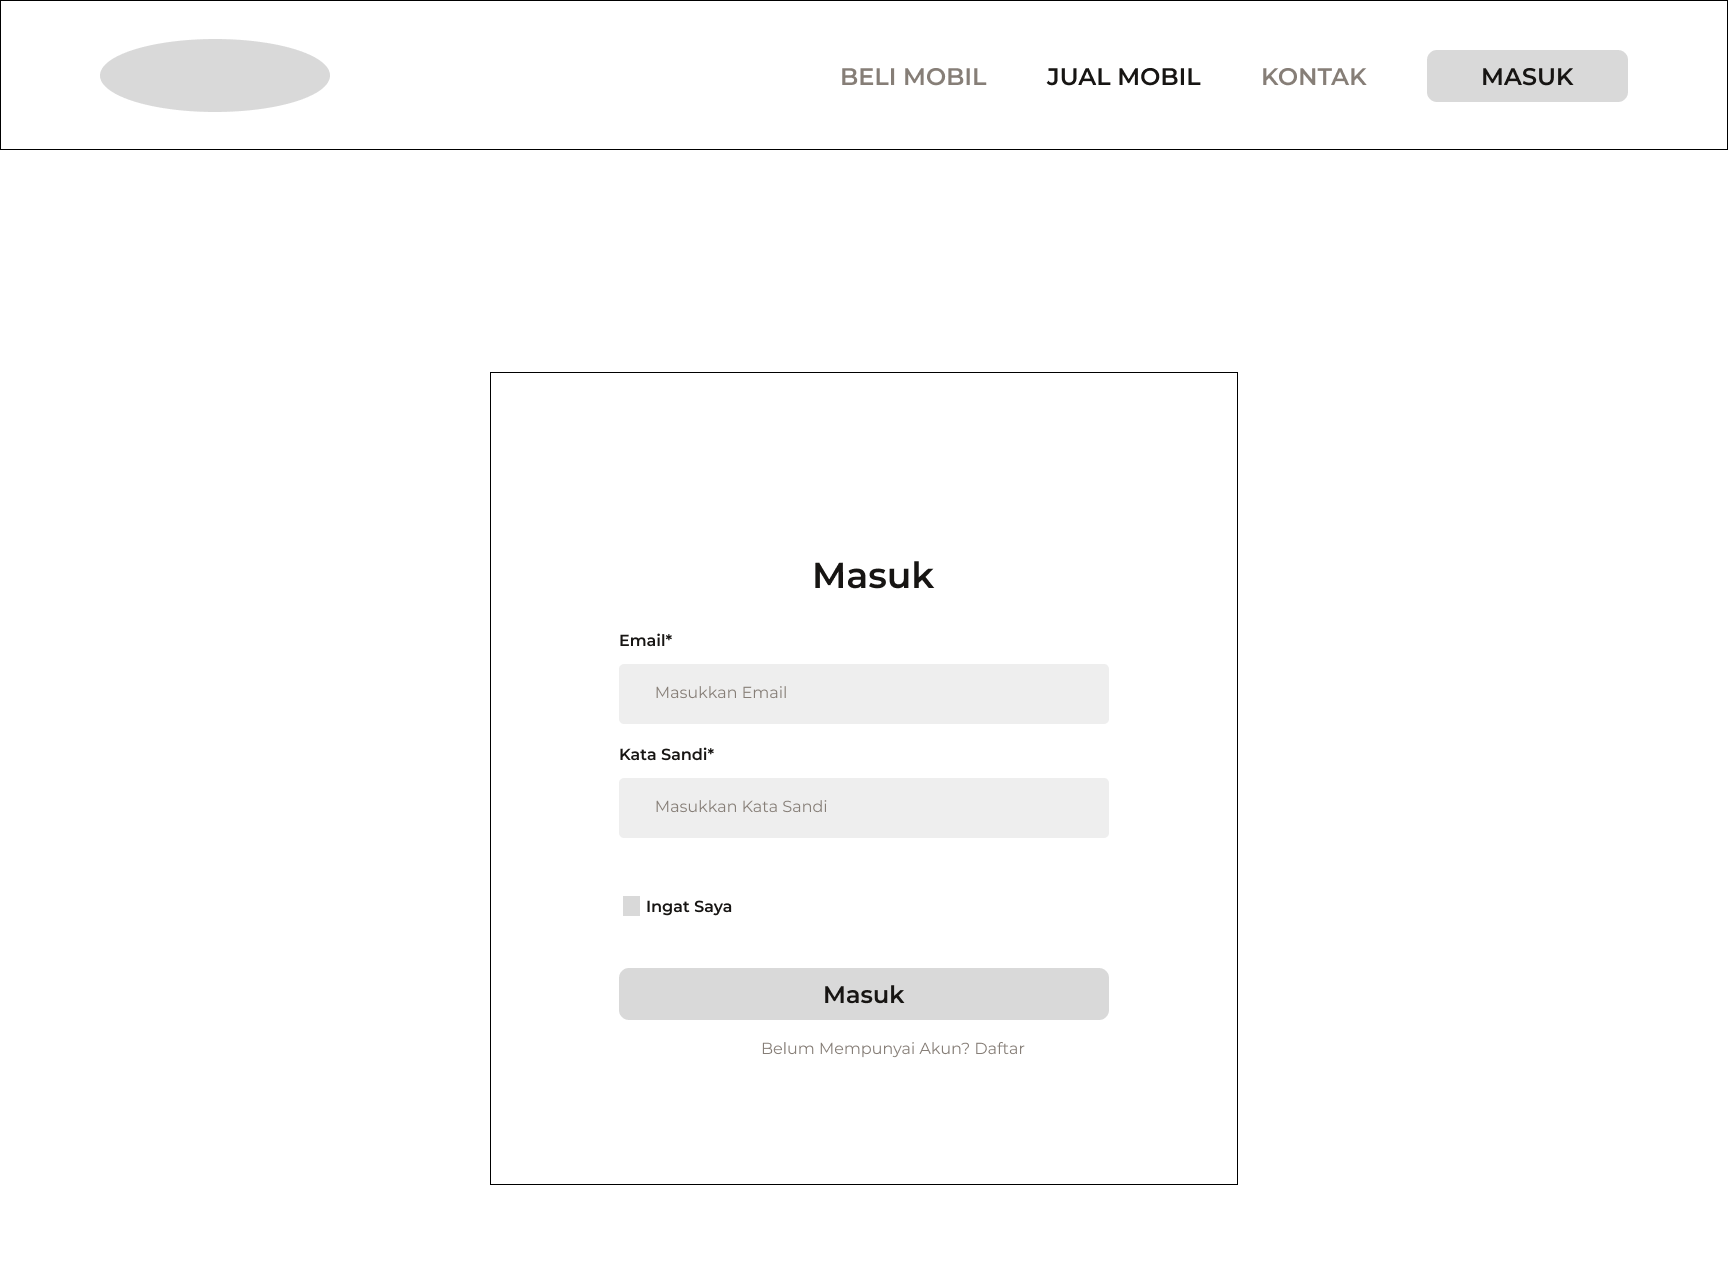 BELI MOBIL
JUAL MOBIL
KONTAK
MASUK
Masuk
Email*
Masukkan Email
Kata Sandi*
Masukkan Kata Sandi
Ingat Saya
Masuk
Belum Mempunyai Akun? Daftar